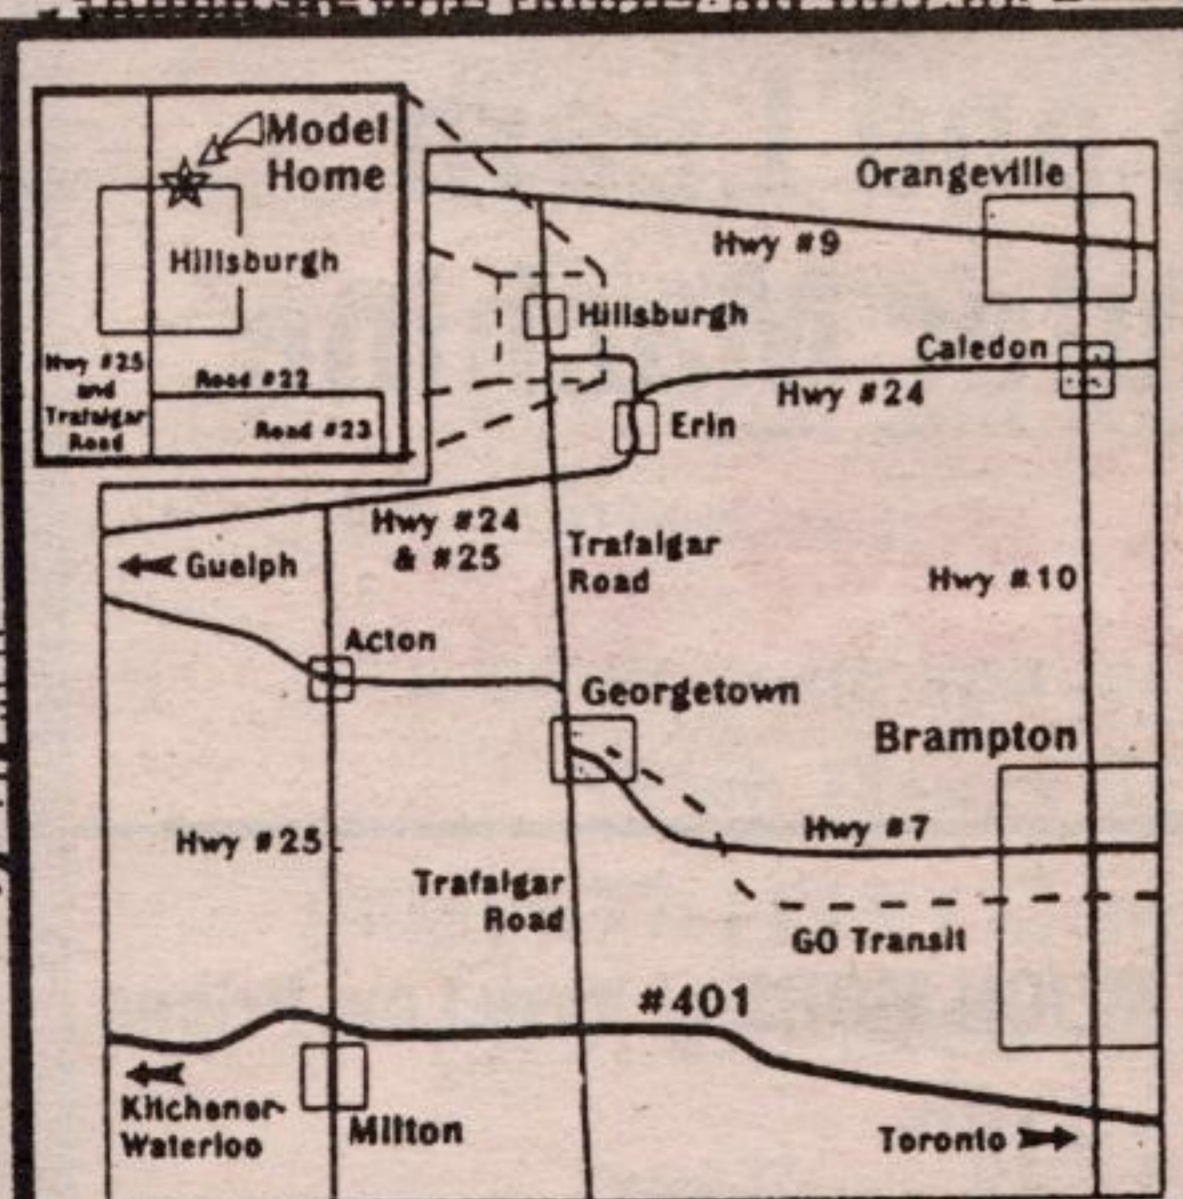 Model
Home
Hillsburgh
Hwy #25
and
Trafalgar
Road
Road #22
Road #23
Orangeville
Hwy #9
Hillsburgh
Caledon
Hwy #24
Erin
Hwy #24
& #25
Guelph
Trafalgar
Road
Hwy #10
Acton
Georgetown
Brampton
Hwy #25
Hwy #7
Trafalgar
Road
GO Transit
#401
Kitchener-
Waterloo
Milton
Toronto